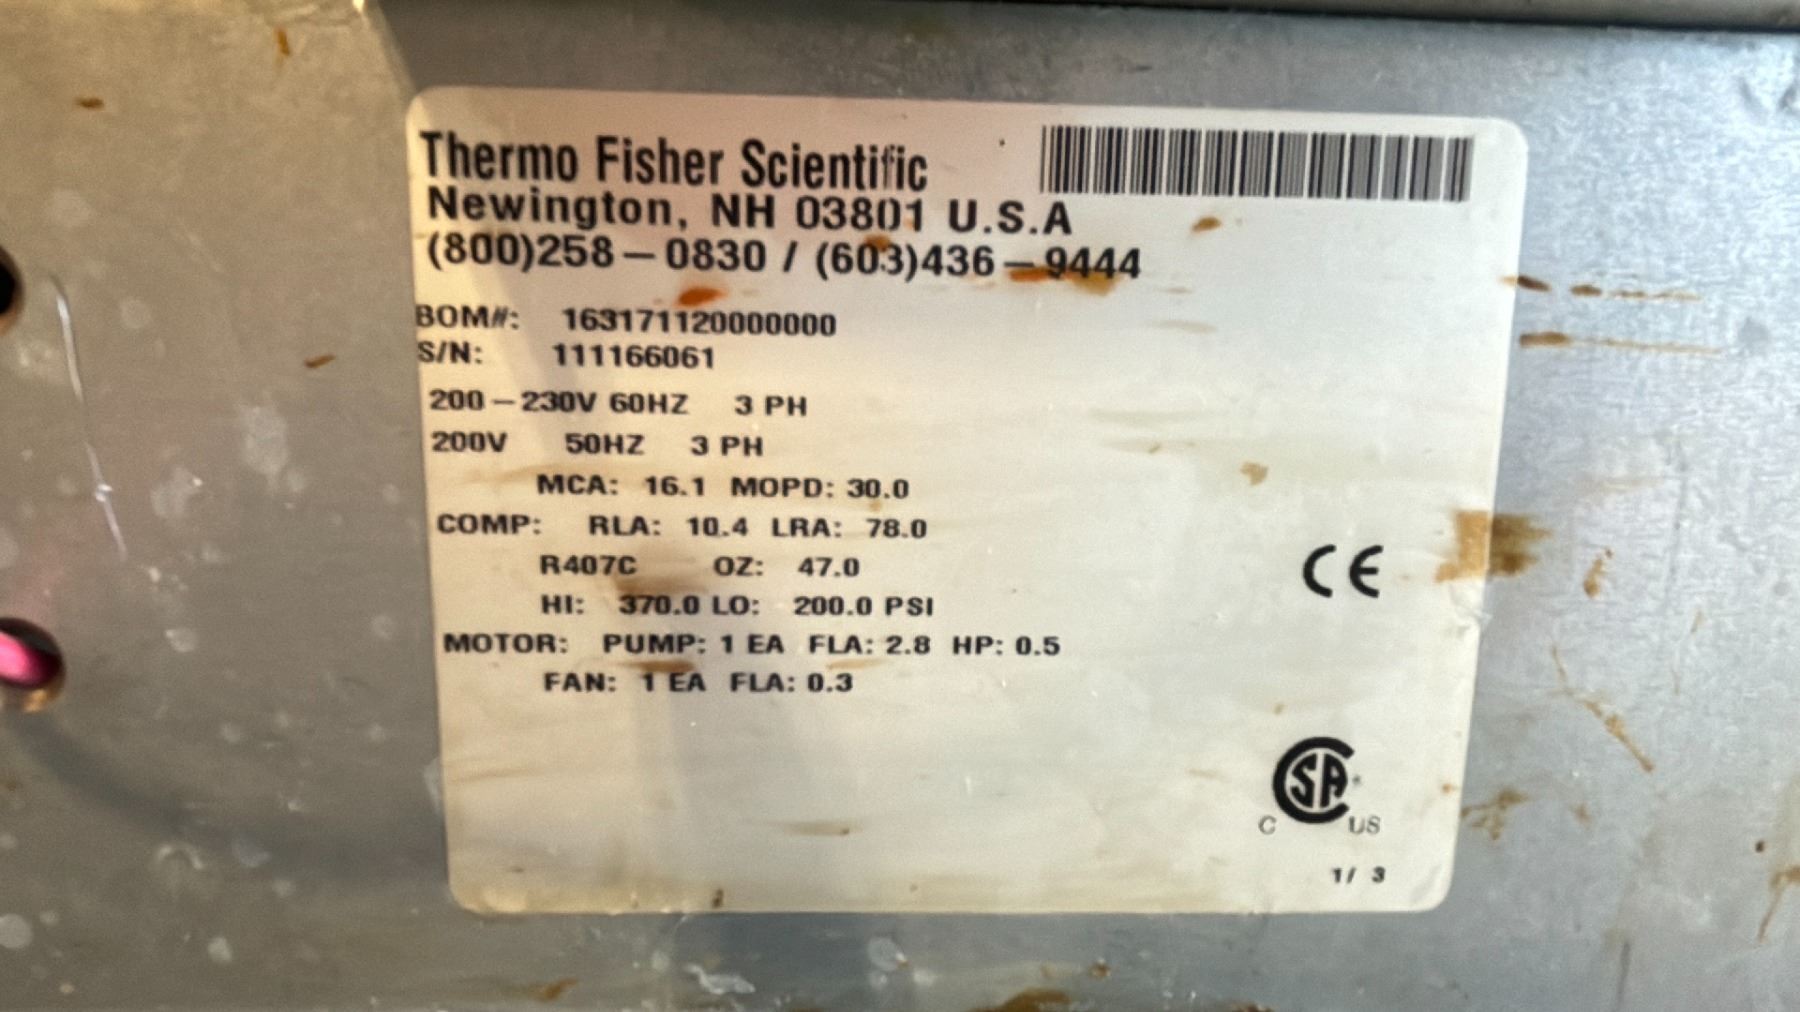 Thermo Fisher Scientific
Newington, NH 03801 U.S.A
(800)258-0830 / (603)436-9444
BOM#: 163171120000000
S/N: 111166061
200-230V 60HZ 3 PH
200V 50HZ 3 PH
MCA: 16.1 MOPD: 30.0
COMP: RLA: 10.4 LRA: 78.0
R407C OZ: 47.0
HI: 370.0 LO: 200.0 PSI
MOTOR: PUMP: 1 EA FLA: 2.8 HP: 0.5
FAN: 1 EA FLA: 0.3
CE
CSA
C US
1/ 3